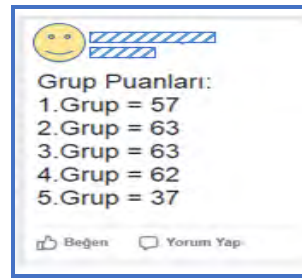 Grup Puanları:
1.Grup = 57
2.Grup = 63
3.Grup = 63
4.Grup = 62
5.Grup = 37
Beğen Yorum Yap